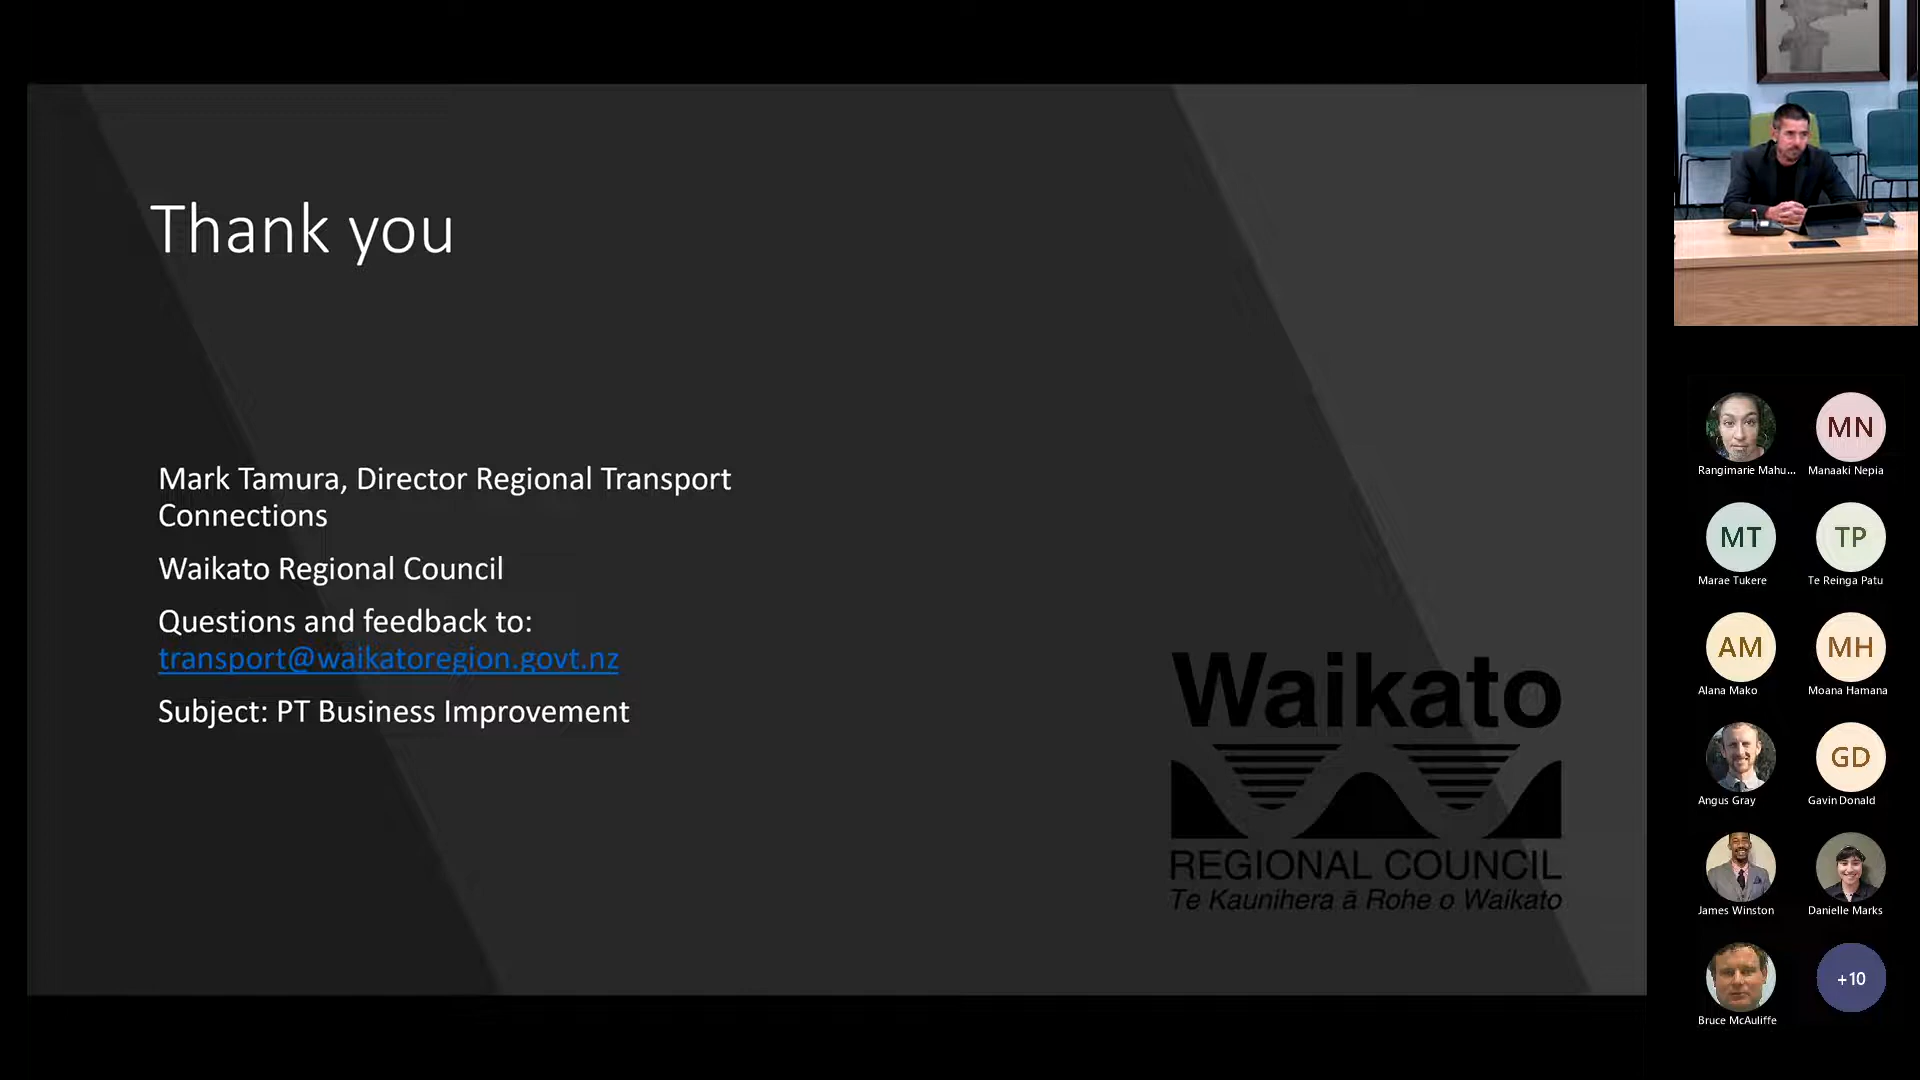 Thank you
Mark Tamura, Director Regional Transport
Connections
Waikato Regional Council
Questions and feedback to:
transport@waikatoregion.govt.nz
Subject: PT Business Improvement
Waikato
REGIONAL COUNCIL
Te Kaunihera ā Rohe o Waikato
Rangimarie Mahu...
MN
Manaaki Nepia
MT
Marae Tukere
TP
Te Reinga Patu
AM
Alana Mako
MH
Moana Hamana
Angus Gray
GD
Gavin Donald
James Winston
Danielle Marks
Bruce McAuliffe
+10